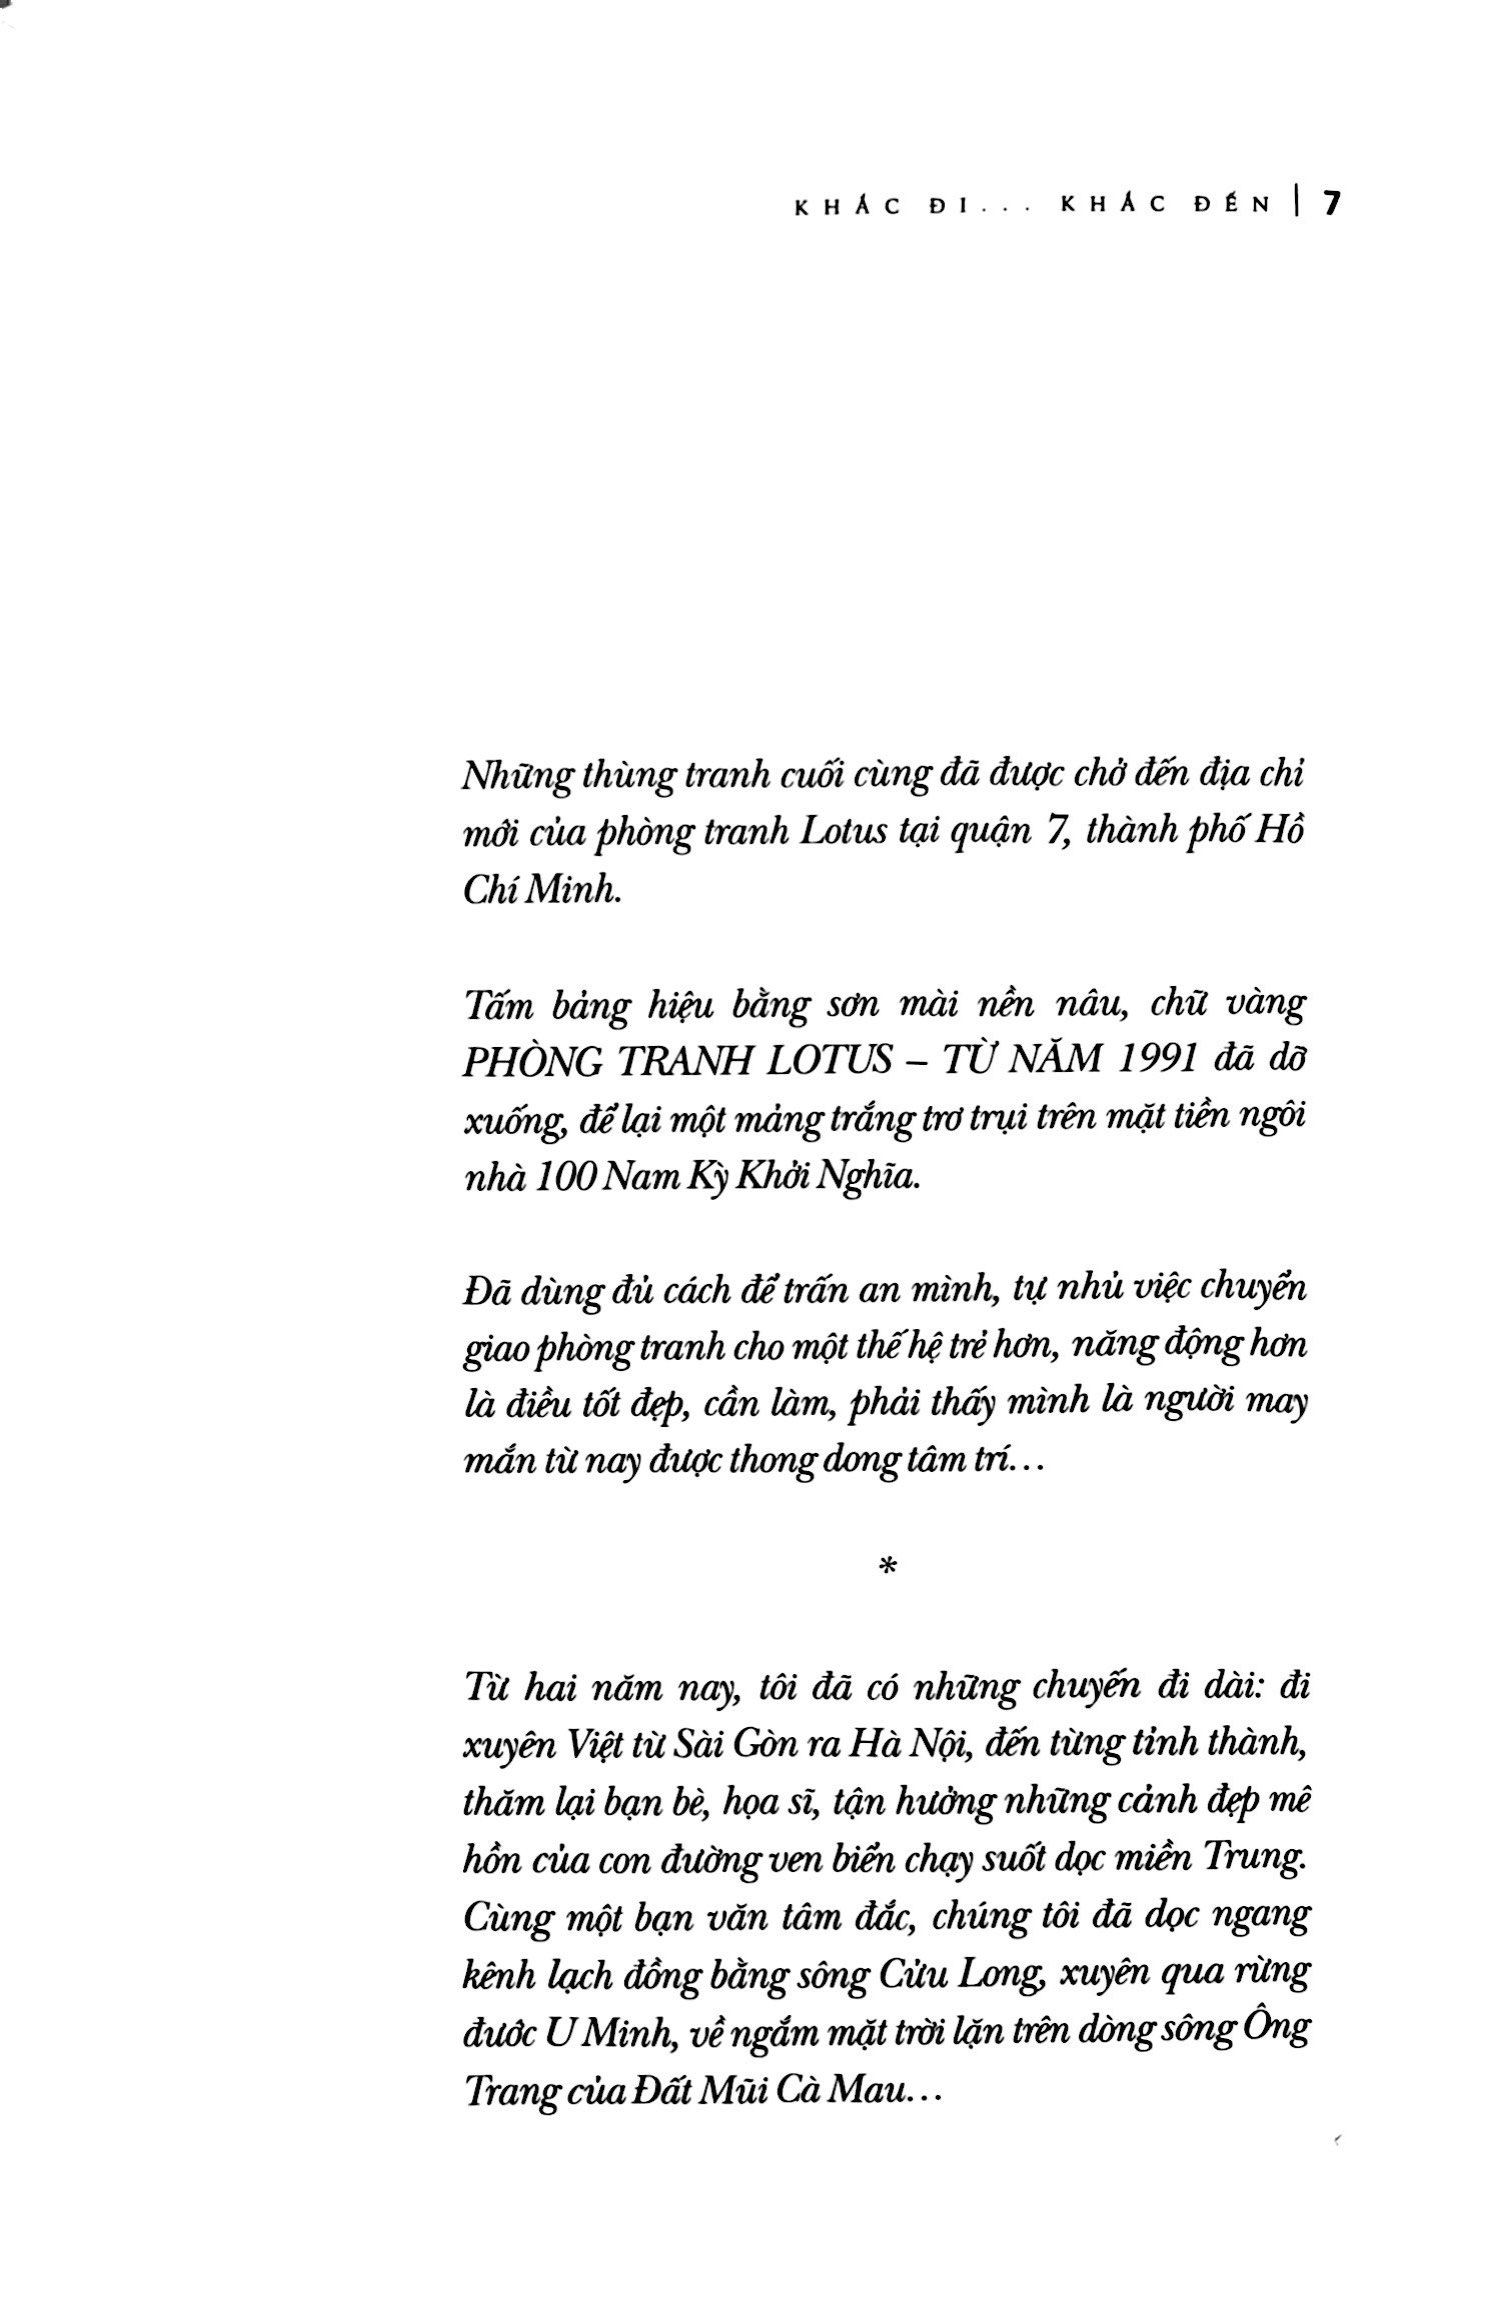 KHÁC ĐI... KHÁC ĐẾN | 7
Những thùng tranh cuối cùng đã được chở đến địa chỉ
mới của phòng tranh Lotus tại quận 7, thành phố Hồ
Chí Minh.
Tấm bảng hiệu bằng sơn mài nền nâu, chữ vàng
PHÒNG TRANH LOTUS – TỪ NĂM 1991 đã dỡ
xuống, để lại một mảng trắng trơ trụi trên mặt tiền ngôi
nhà 100 Nam Kỳ Khởi Nghĩa.
Đã dùng đủ cách để trấn an mình, tự nhủ việc chuyển
giao phòng tranh cho một thế hệ trẻ hơn, năng động hơn
là điều tốt đẹp, cần làm, phải thấy mình là người may
mắn từ nay được thong dong tâm trí...
*
Từ hai năm nay, tôi đã có những chuyến đi dài: đi
xuyên Việt từ Sài Gòn ra Hà Nội, đến từng tỉnh thành,
thăm lại bạn bè, họa sĩ, tận hưởng những cảnh đẹp mê
hồn của con đường ven biển chạy suốt dọc miền Trung.
Cùng một bạn văn tâm đắc, chúng tôi đã dọc ngang
kênh lạch đồng bằng sông Cửu Long, xuyên qua rừng
đước U Minh, về ngắm mặt trời lặn trên dòng sông Ông
Trang của Đất Mũi Cà Mau...